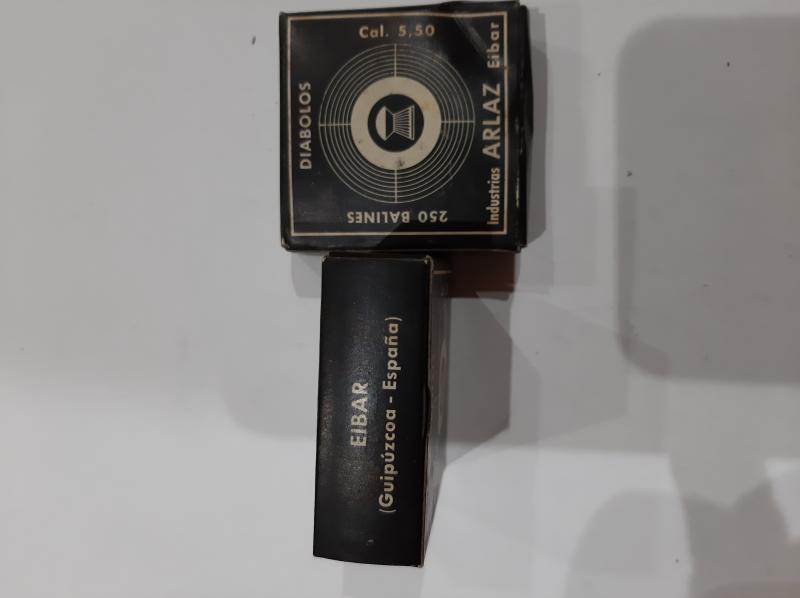 Cal. 5,50
DIABOLOS
250 BALINES
Industrias ARLAZ Eibar
EIBAR
(Guipúzcoa - España)